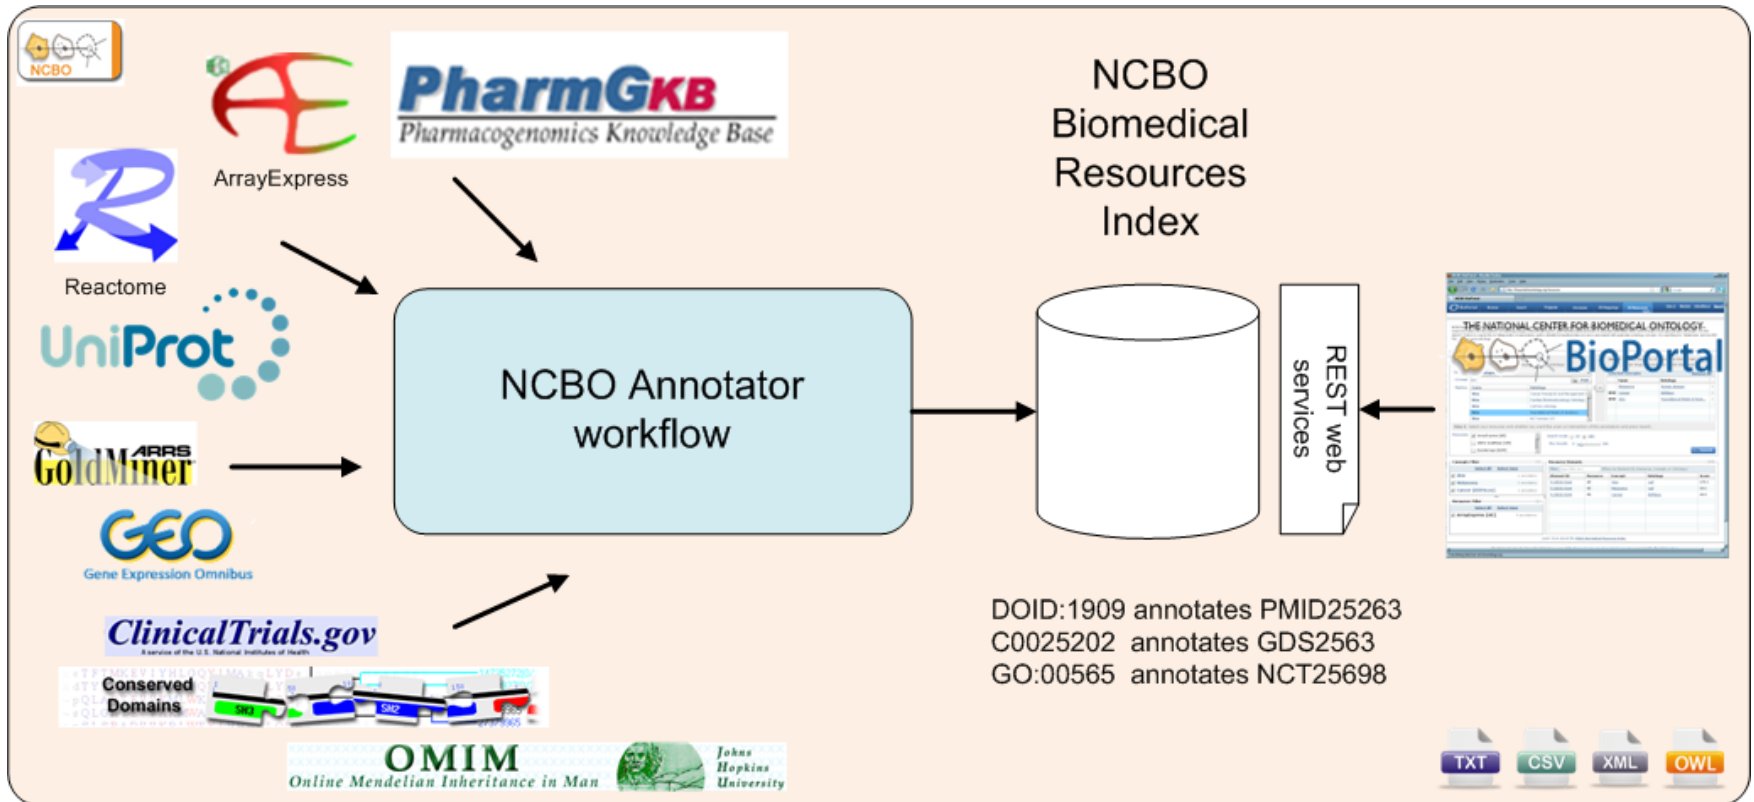 NCBO
ArrayExpress
PharmGKB
Pharmacogenomics Knowledge Base
Reactome
UniProt
ARRS
GoldMiner
GEO
Gene Expression Omnibus
ClinicalTrials.gov
A service of the U.S. National Institutes of Health
Conserved
Domains
SH3
SH2
OMIM
Online Mendelian Inheritance in Man
Johns
Hopkins
University
NCBO Annotator
workflow
NCBO
Biomedical
Resources
Index
REST web
services
THE NATIONAL CENTER FOR BIOMEDICAL ONTOLOGY
BioPortal
DOID:1909 annotates PMID25263
C0025202 annotates GDS2563
GO:00565 annotates NCT25698
TXT
CSV
XML
OWL